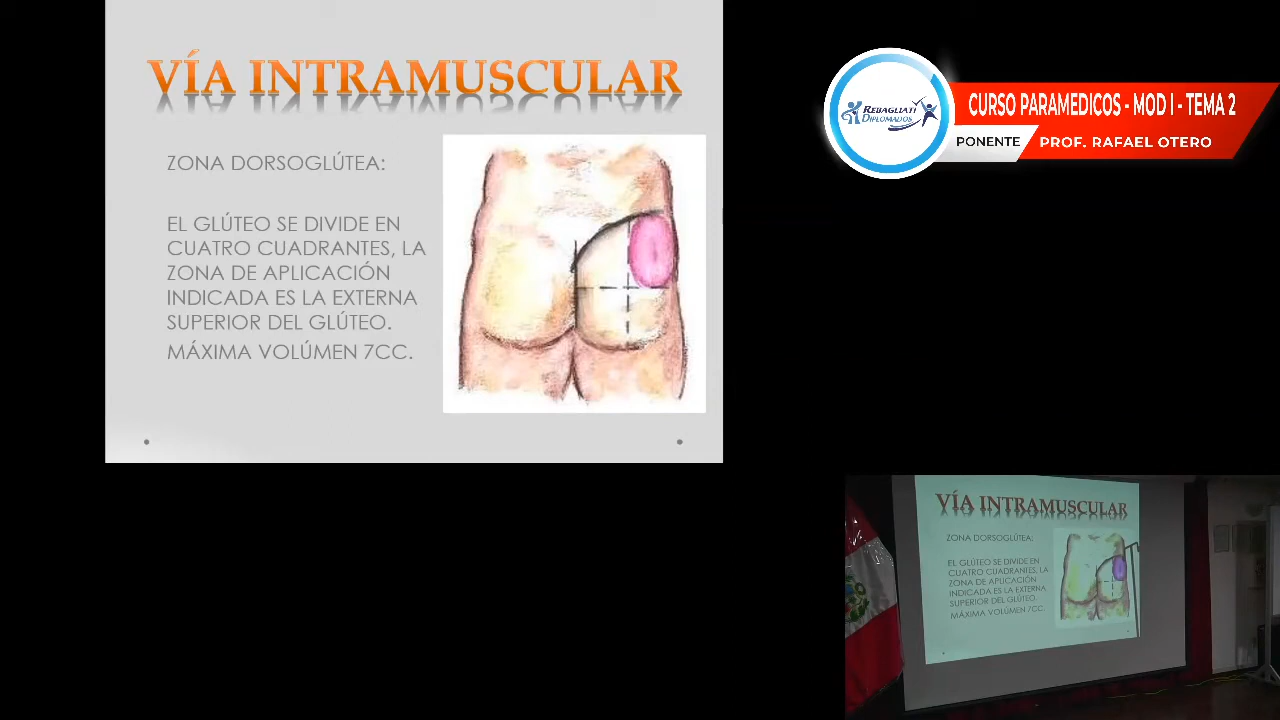 VÍA INTRAMUSCULAR
ZONA DORSOGLÚTEA:
EL GLÚTEO SE DIVIDE EN
CUATRO CUADRANTES, LA
ZONA DE APLICACIÓN
INDICADA ES LA EXTERNA
SUPERIOR DEL GLÚTEO.
MÁXIMA VOLÚMEN 7CC.
REBAGLIATI
DIPLOMADOS
CURSO PARAMEDICOS - MOD I - TEMA 2
PONENTE
PROF. RAFAEL OTERO
VÍA INTRAMUSCULAR
ZONA DORSOGLÚTEA:
EL GLÚTEO SE DIVIDE EN
CUATRO CUADRANTES, LA
ZONA DE APLICACIÓN
INDICADA ES LA EXTERNA
SUPERIOR DEL GLÚTEO.
MÁXIMA VOLÚMEN 7CC.